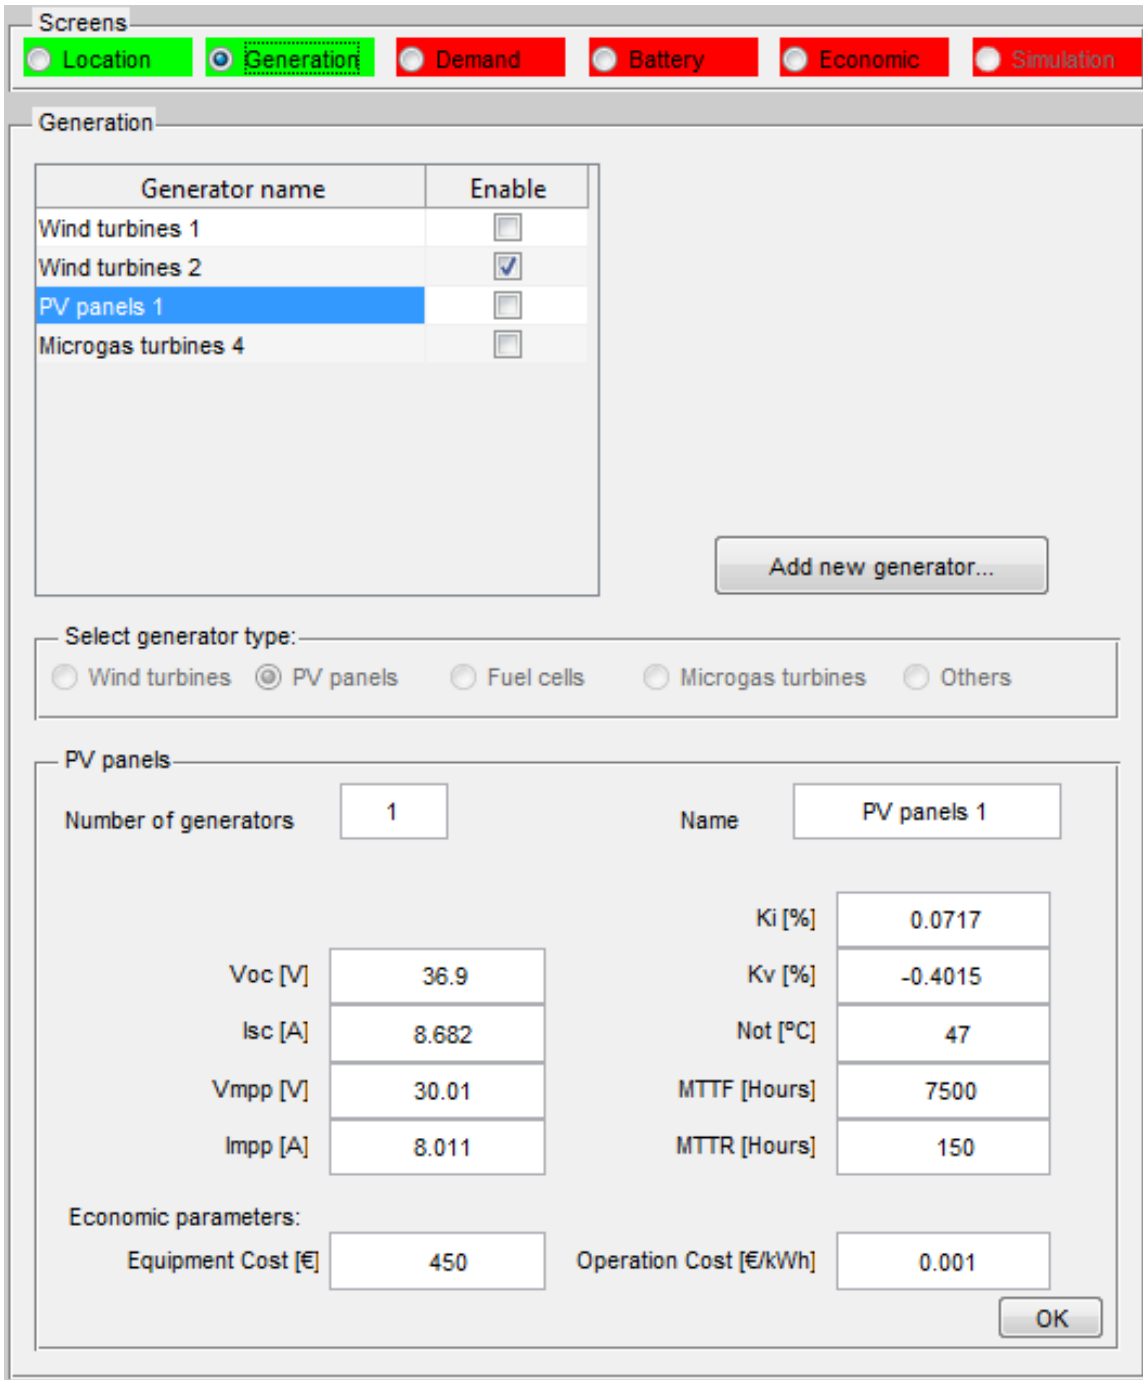 Screens
Location Generation Demand Battery Economic Simulation
Generation
Generator name Enable
Wind turbines 1
Wind turbines 2
PV panels 1
Microgas turbines 4
Add new generator...
Select generator type:
Wind turbines PV panels Fuel cells Microgas turbines Others
PV panels
Number of generators 1 Name PV panels 1
Ki [%] 0.0717
Voc [V] 36.9 Kv [%] -0.4015
Isc [A] 8.682 Not [ºC] 47
Vmpp [V] 30.01 MTTF [Hours] 7500
Impp [A] 8.011 MTTR [Hours] 150
Economic parameters:
Equipment Cost [€] 450 Operation Cost [€/kWh] 0.001
OK